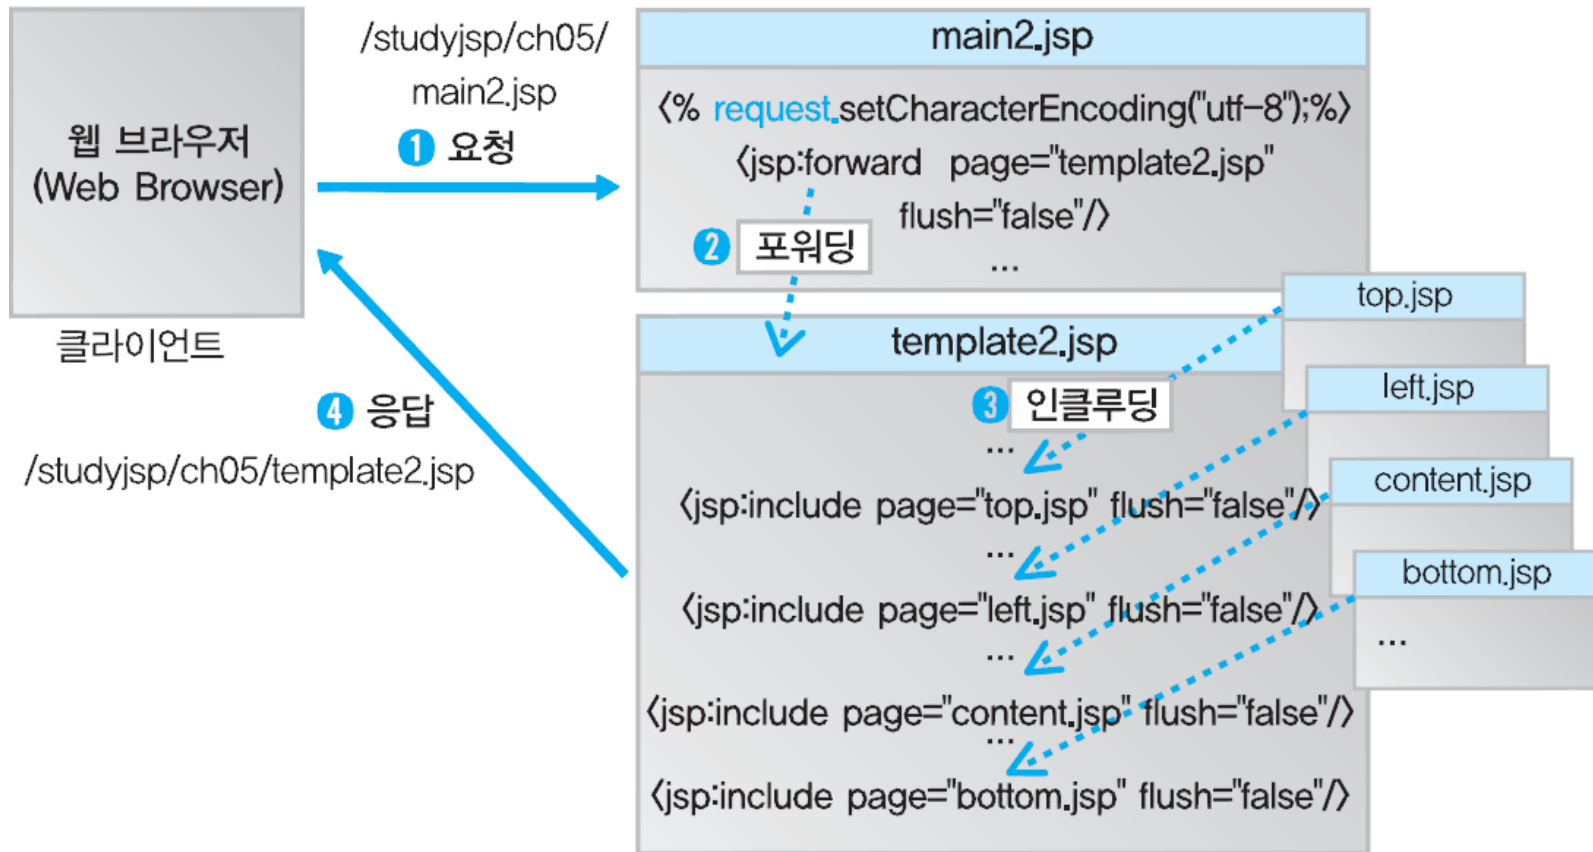 웹 브라우저
(Web Browser)
클라이언트
/studyjsp/ch05/
main2.jsp
1 요청
main2.jsp
<% request.setCharacterEncoding("utf-8");%>
<jsp:forward page="template2.jsp"
flush="false"/>
2 포워딩
...
template2.jsp
3 인클루딩
...
<jsp:include page="top.jsp" flush="false"/>
...
<jsp:include page="left.jsp" flush="false"/>
...
<jsp:include page="content.jsp" flush="false"/>
...
<jsp:include page="bottom.jsp" flush="false"/>
top.jsp
left.jsp
content.jsp
bottom.jsp
...
4 응답
/studyjsp/ch05/template2.jsp